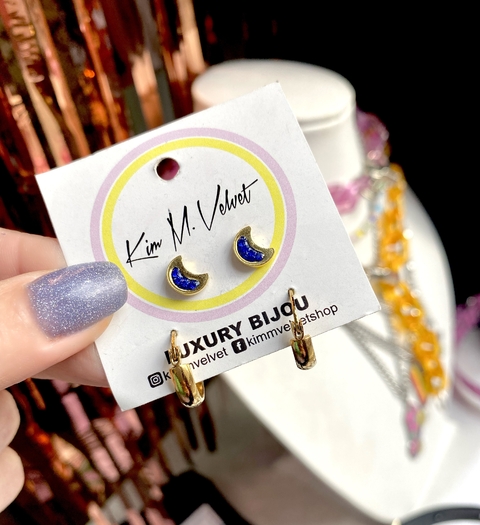 Kim M. Velvet
LUXURY BIJOU
kimmvelvet kimmvelvetshop